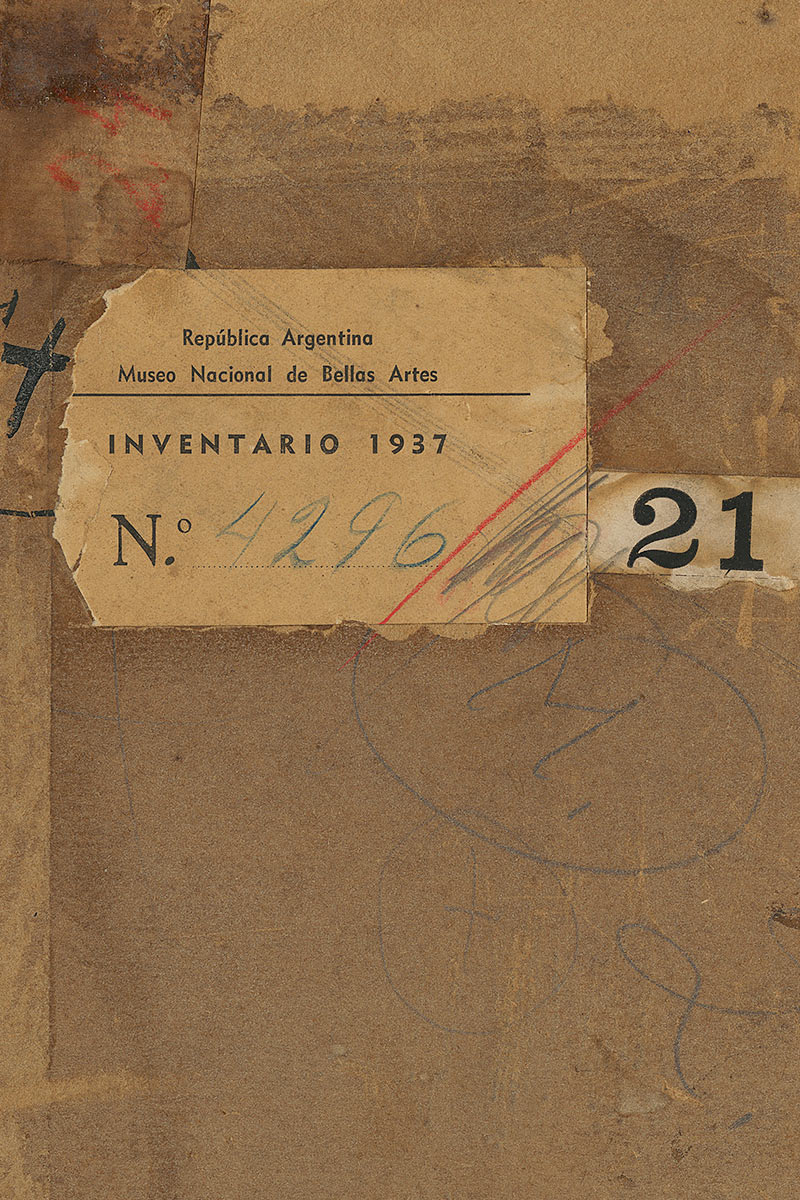 República Argentina
Museo Nacional de Bellas Artes
INVENTARIO 1937
N.º 4296
21